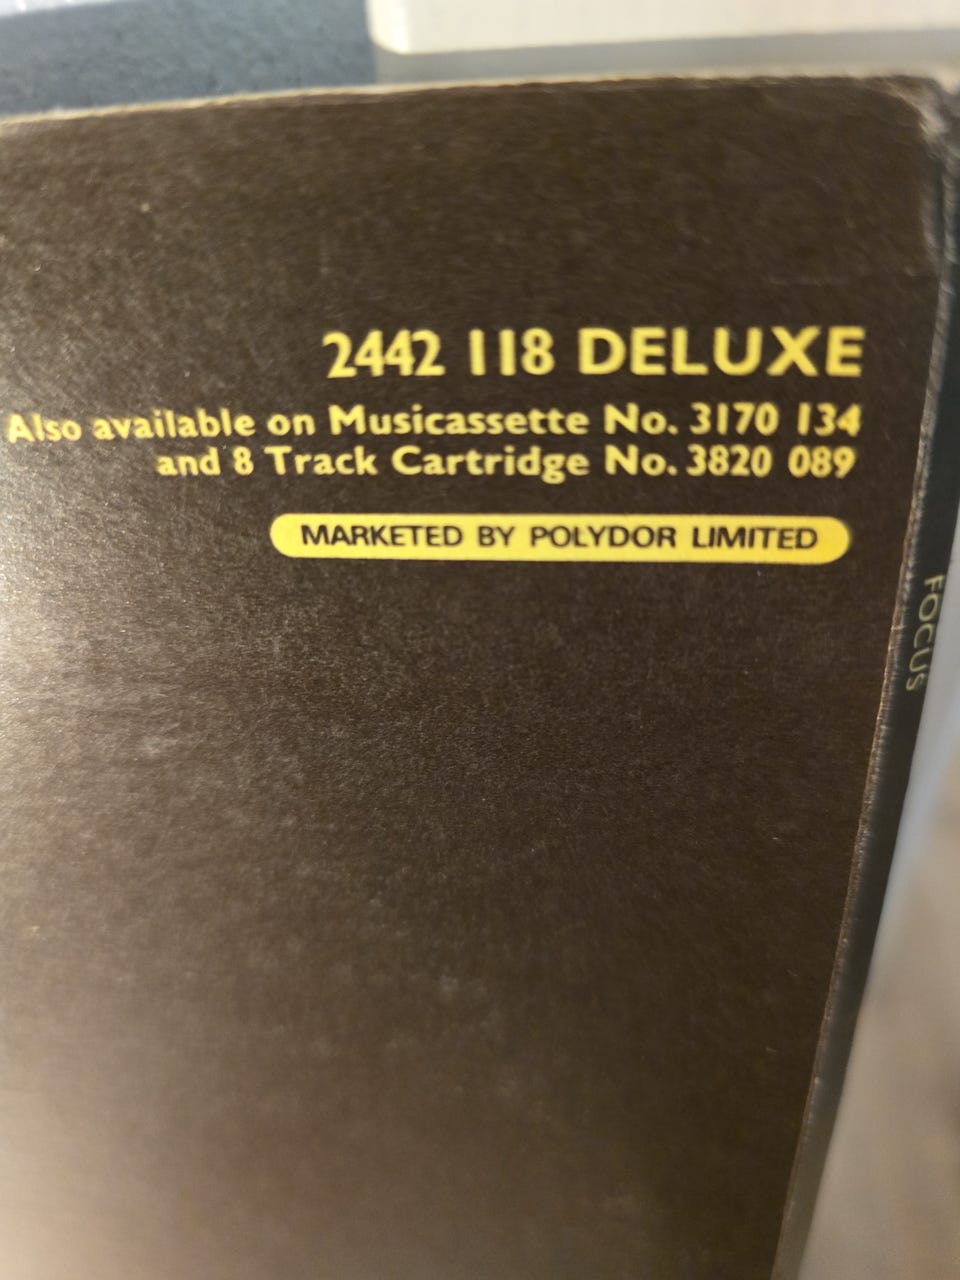 2442 118 DELUXE
Also available on Musicassette No. 3170 134
and 8 Track Cartridge No. 3820 089
MARKETED BY POLYDOR LIMITED
FOCUS